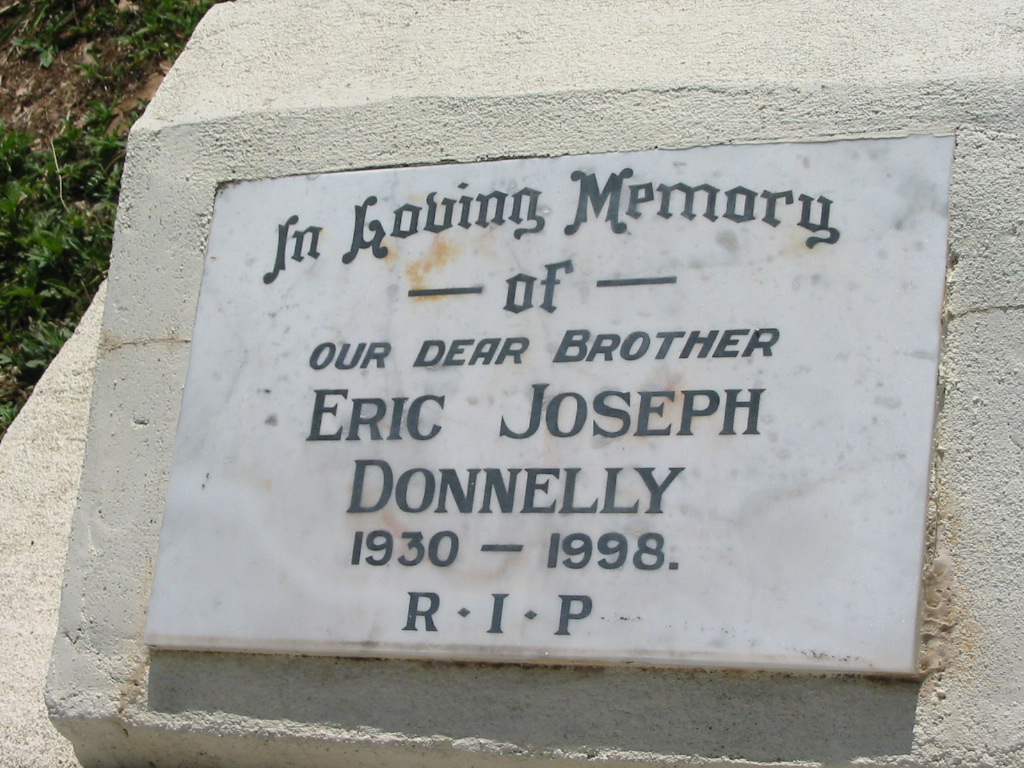 In Loving Memory
— of —
OUR DEAR BROTHER
ERIC JOSEPH
DONNELLY
1930 — 1998.
R · I · P